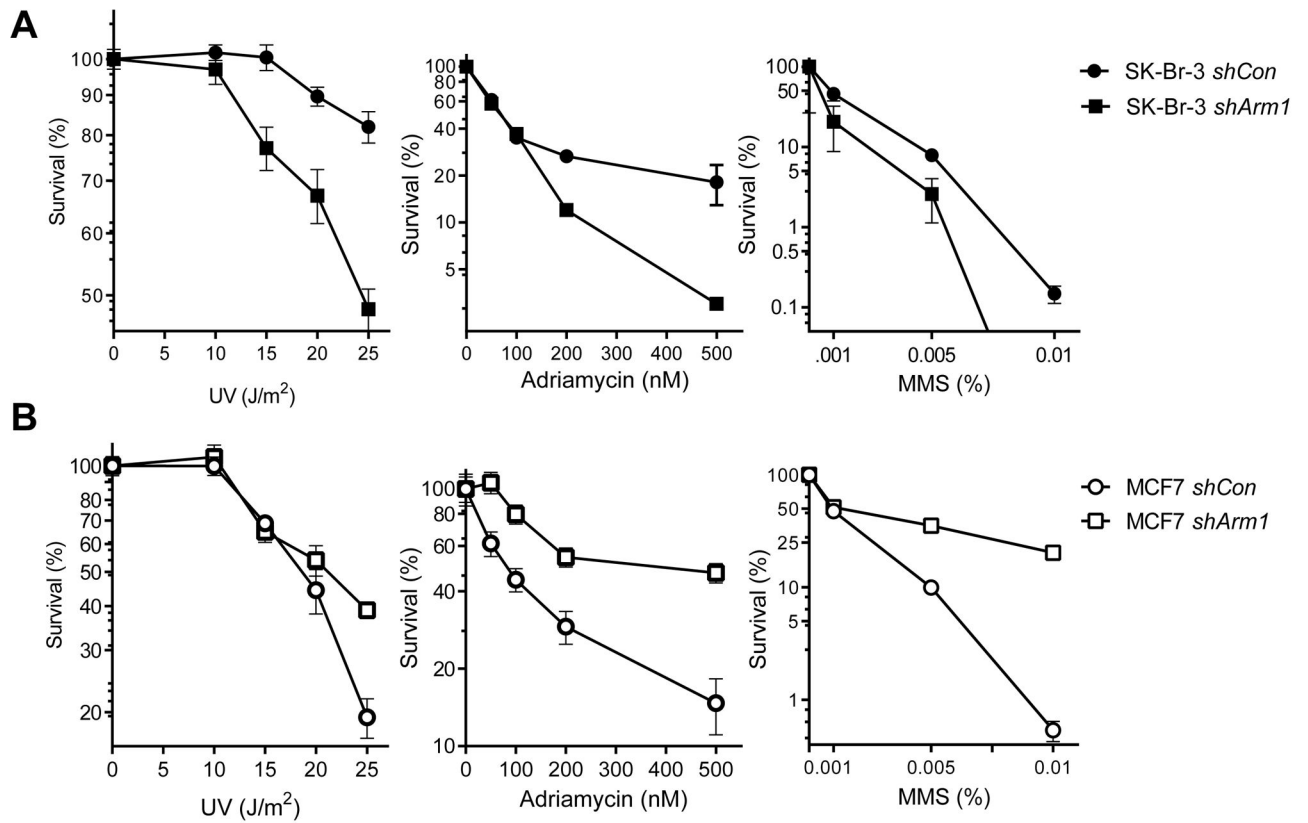 A
100
90
80
70
60
50
Survival (%)
0 5 10 15 20 25
UV (J/m2)
100
80
60
40
20
10
5
Survival (%)
0 100 200 300 400 500
Adriamycin (nM)
100
50
10
5
1
0.5
0.1
Survival (%)
.001 0.005 0.01
MMS (%)
SK-Br-3 shCon
SK-Br-3 shArm1
B
100
80
70
60
50
40
30
20
Survival (%)
0 5 10 15 20 25
UV (J/m2)
100
80
60
40
20
10
Survival (%)
0 100 200 300 400 500
Adriamycin (nM)
100
50
25
10
5
1
Survival (%)
0.001 0.005 0.01
MMS (%)
MCF7 shCon
MCF7 shArm1